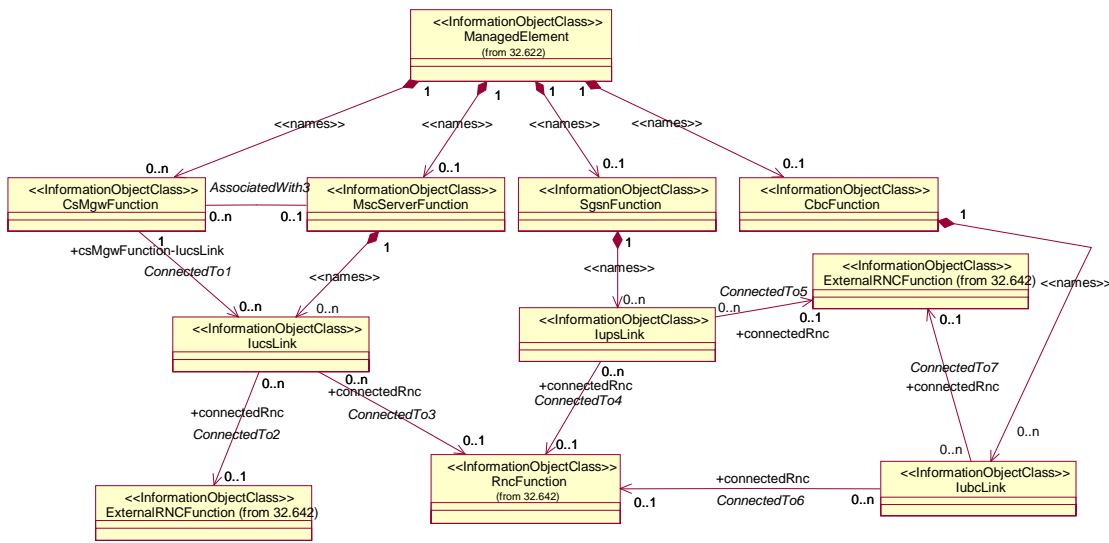 <<InformationObjectClass>>
ManagedElement
(from 32.622)
1
1
1
1
<<names>>
<<names>>
<<names>>
<<names>>
0..n
0..1
0..1
0..1
<<InformationObjectClass>>
CsMgwFunction
AssociatedWith3
0..n
0..1
<<InformationObjectClass>>
MscServerFunction
<<InformationObjectClass>>
SgsnFunction
<<InformationObjectClass>>
CbcFunction
1
1
1
1
+csMgwFunction-IucsLink
ConnectedTo1
<<names>>
<<names>>
<<names>>
0..n
0..n
0..n
<<InformationObjectClass>>
ExternalRNCFunction (from 32.642)
ConnectedTo5
0..n
0..1
+connectedRnc
0..1
<<InformationObjectClass>>
IucsLink
<<InformationObjectClass>>
IupsLink
0..n
0..n
0..n
+connectedRnc
ConnectedTo2
+connectedRnc
ConnectedTo3
+connectedRnc
ConnectedTo4
ConnectedTo7
+connectedRnc
0..n
0..n
0..1
0..1
0..1
<<InformationObjectClass>>
RncFunction
(from 32.642)
+connectedRnc
0..1
ConnectedTo6
0..n
<<InformationObjectClass>>
IubcLink
<<InformationObjectClass>>
ExternalRNCFunction (from 32.642)